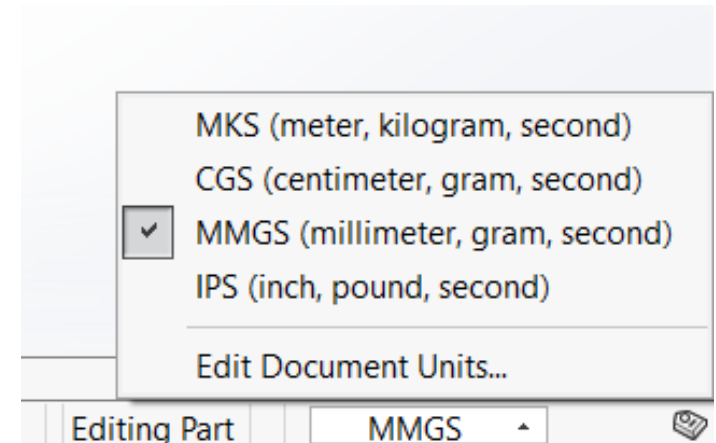 MKS (meter, kilogram, second)
CGS (centimeter, gram, second)
MMGS (millimeter, gram, second)
IPS (inch, pound, second)
Edit Document Units...
Editing Part MMGS